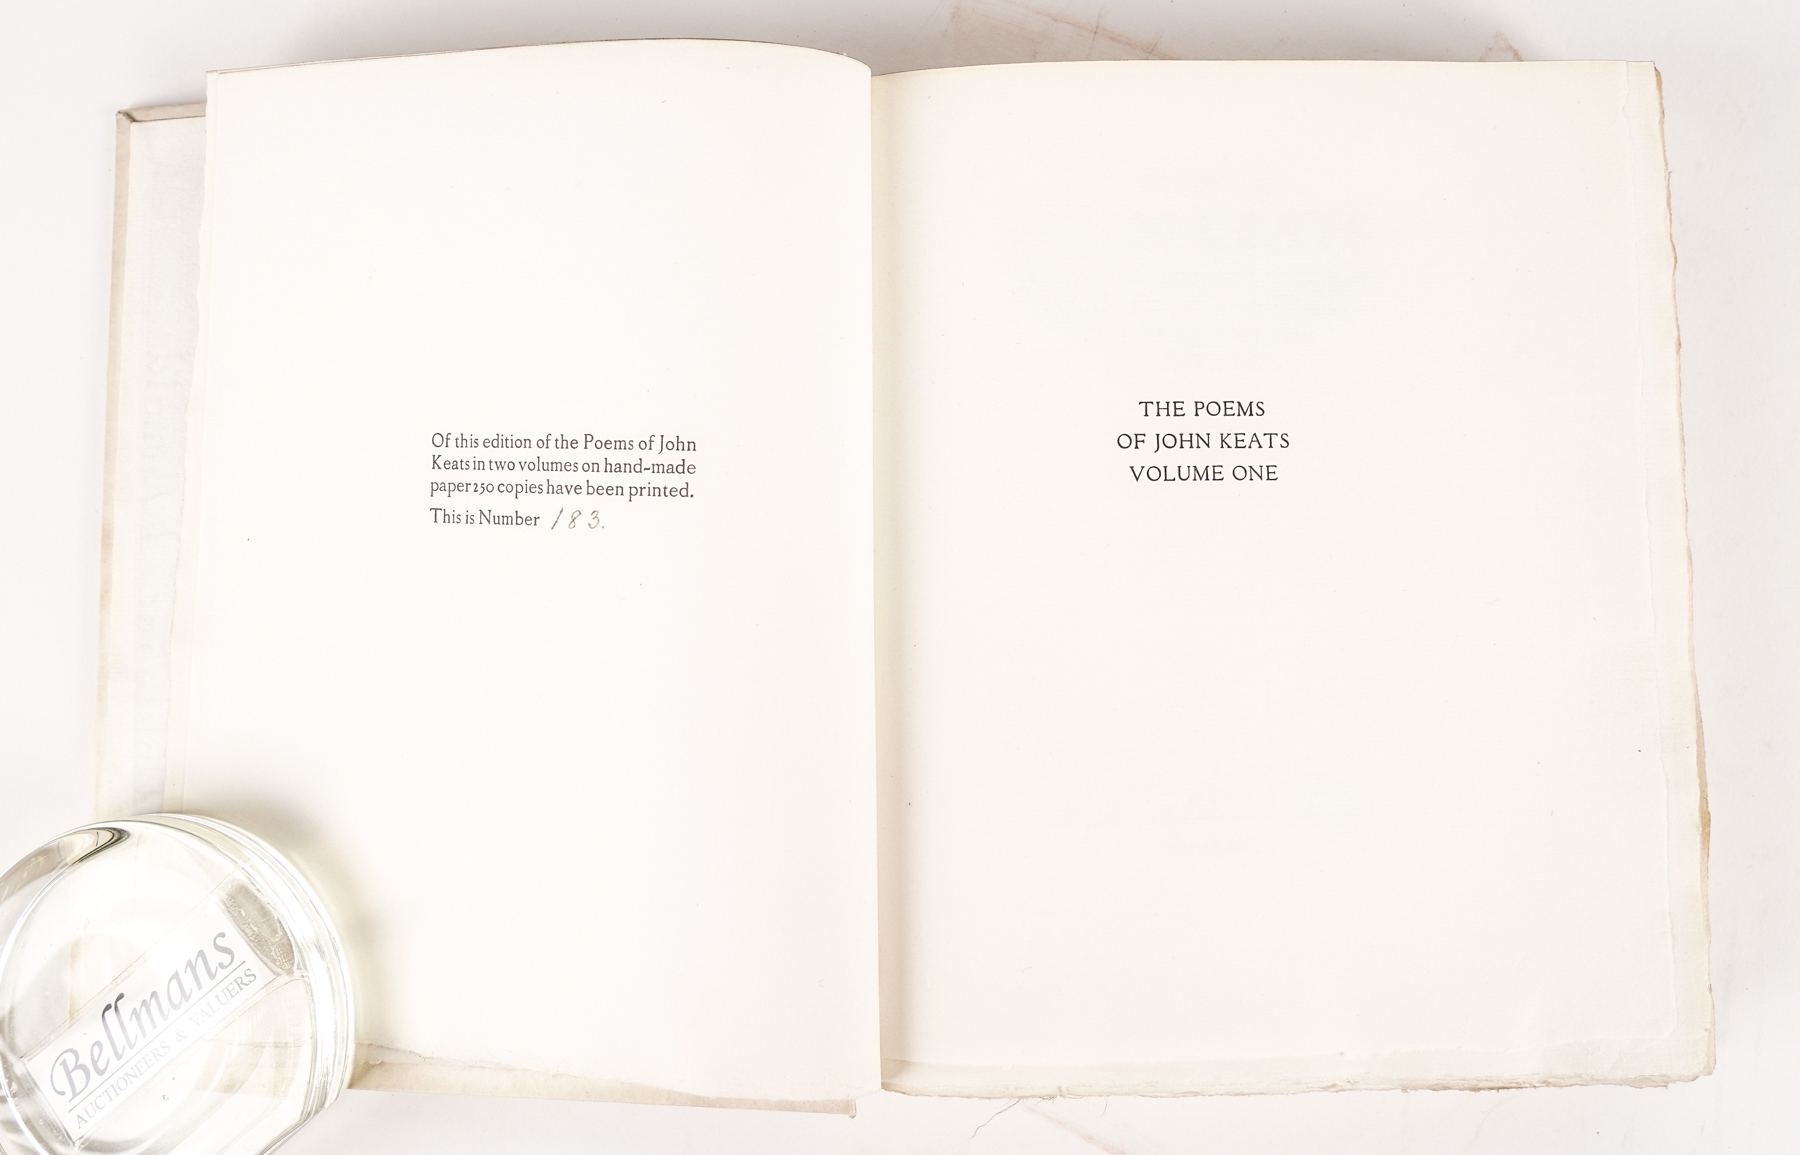 Of this edition of the Poems of John
Keats in two volumes on hand-made
paper 250 copies have been printed.
This is Number 183.
THE POEMS
OF JOHN KEATS
VOLUME ONE
Bellmans
AUCTIONEERS & VALUERS